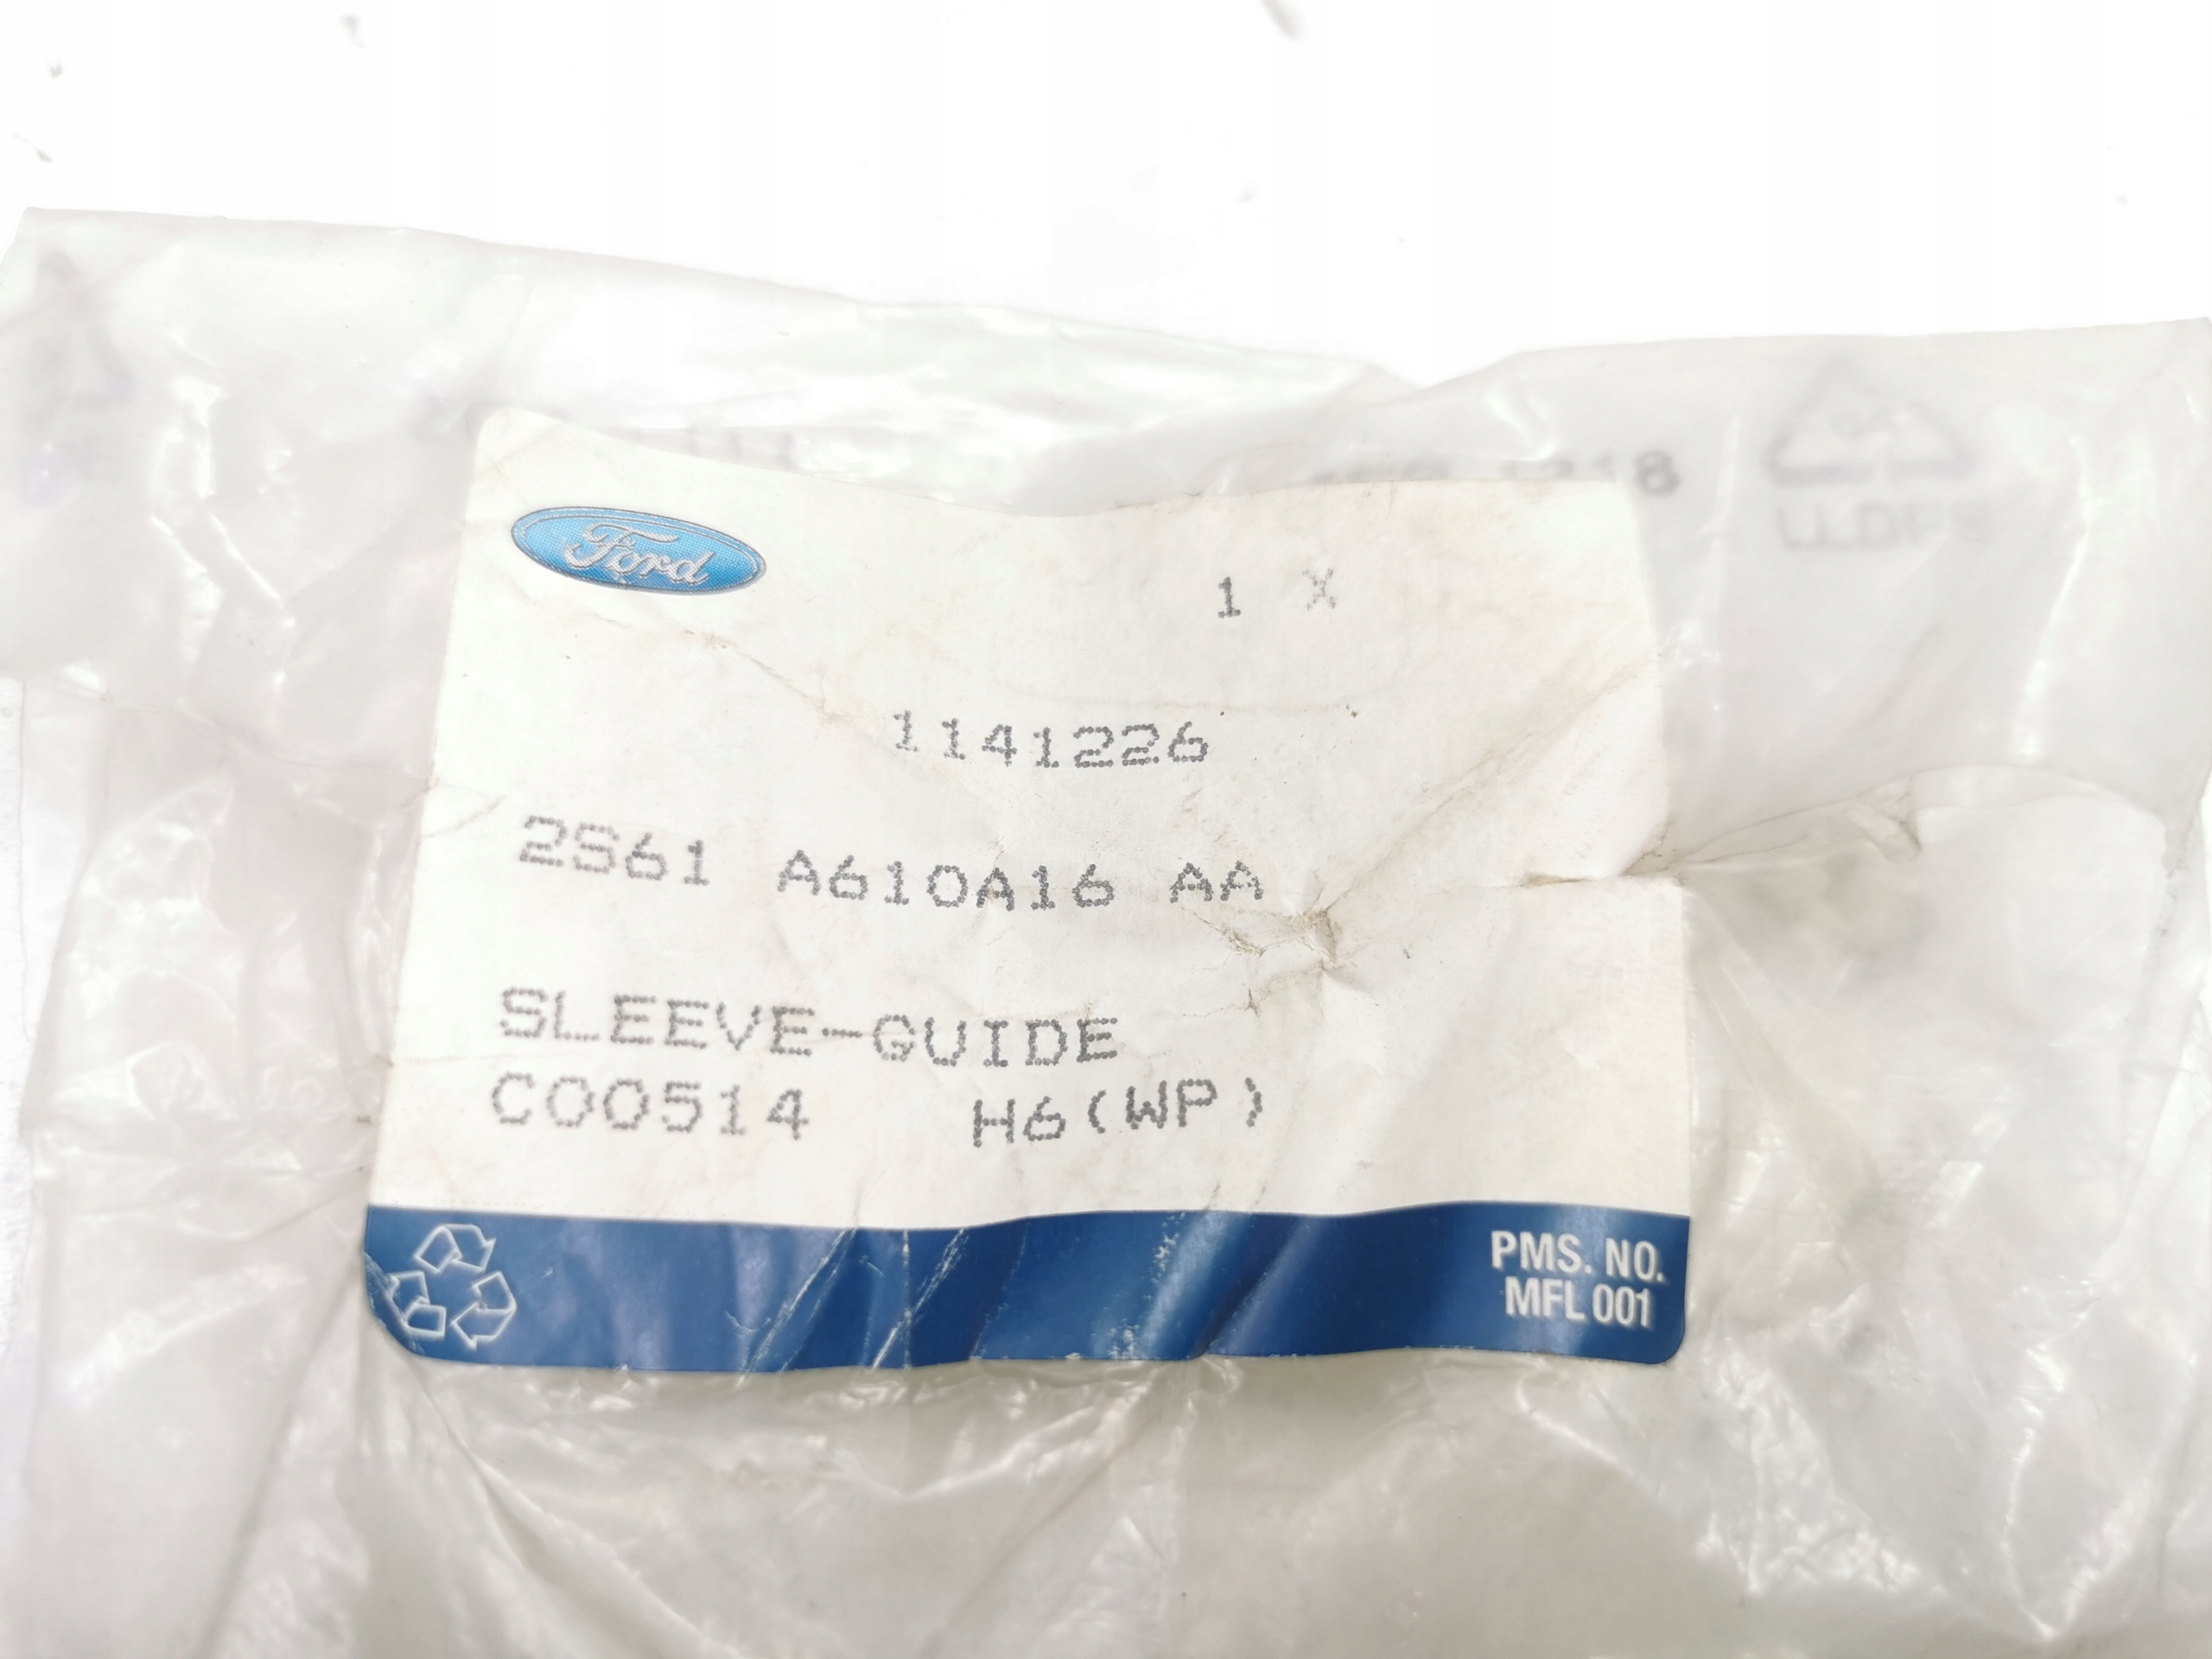 Ford
1 X
1141226
2S61 A610A16 AA
SLEEVE-GUIDE
C00514 H6(WP)
PMS. NO.
MFL 001